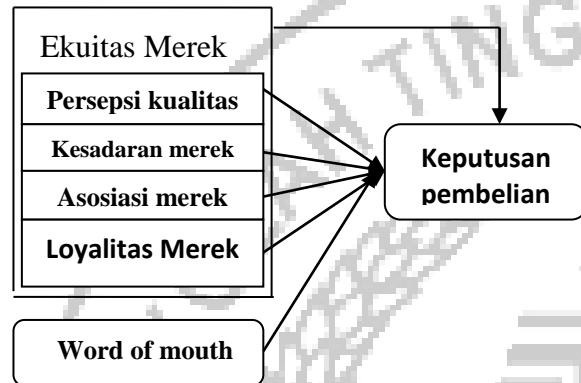 Ekuitas Merek
Persepsi kualitas
Kesadaran merek
Asosiasi merek
Loyalitas Merek
Word of mouth
Keputusan
pembelian